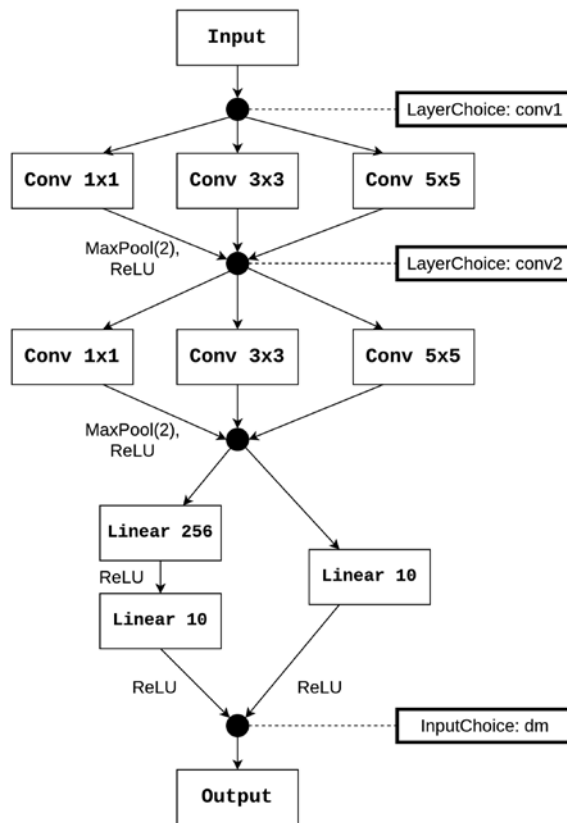 Input
LayerChoice: conv1
Conv 1x1
Conv 3x3
Conv 5x5
MaxPool(2),
ReLU
LayerChoice: conv2
Conv 1x1
Conv 3x3
Conv 5x5
MaxPool(2),
ReLU
Linear 256
ReLU
Linear 10
Linear 10
ReLU
ReLU
InputChoice: dm
Output